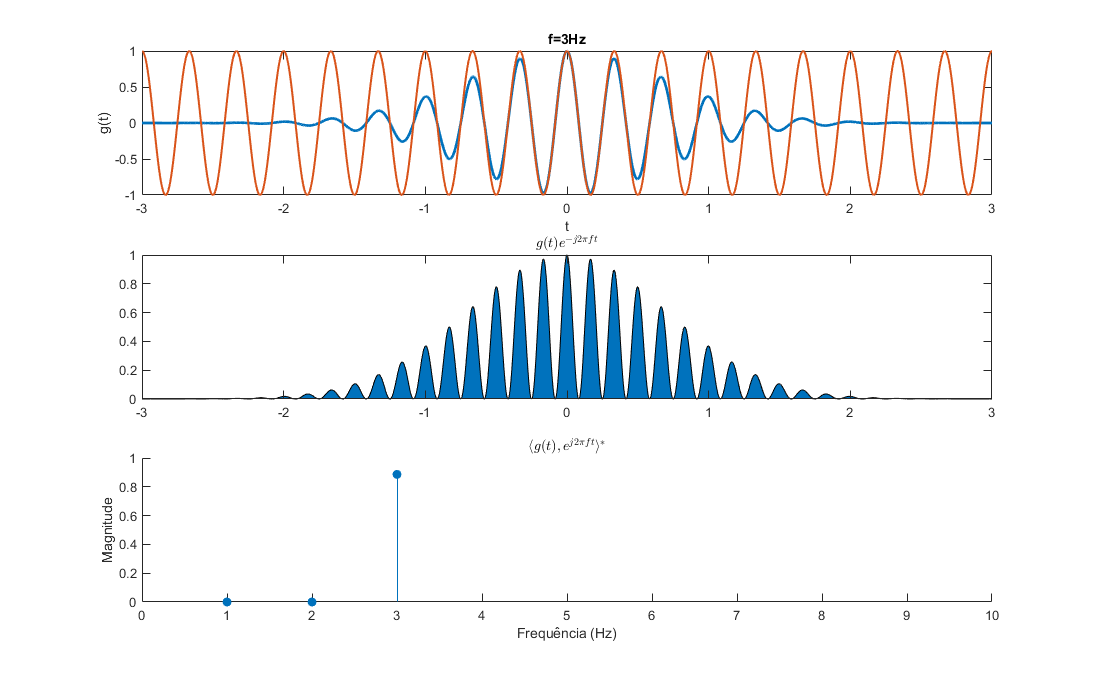 f=3Hz
1
0.5
0
-0.5
-1
g(t)
-3 -2 -1 0 1 2 3
t
g(t)e^{-j2πft}
1
0.8
0.6
0.4
0.2
0
-3 -2 -1 0 1 2 3
⟨g(t), e^{j2πft}⟩*
1
0.8
0.6
0.4
0.2
0
Magnitude
0 1 2 3 4 5 6 7 8 9 10
Frequência (Hz)